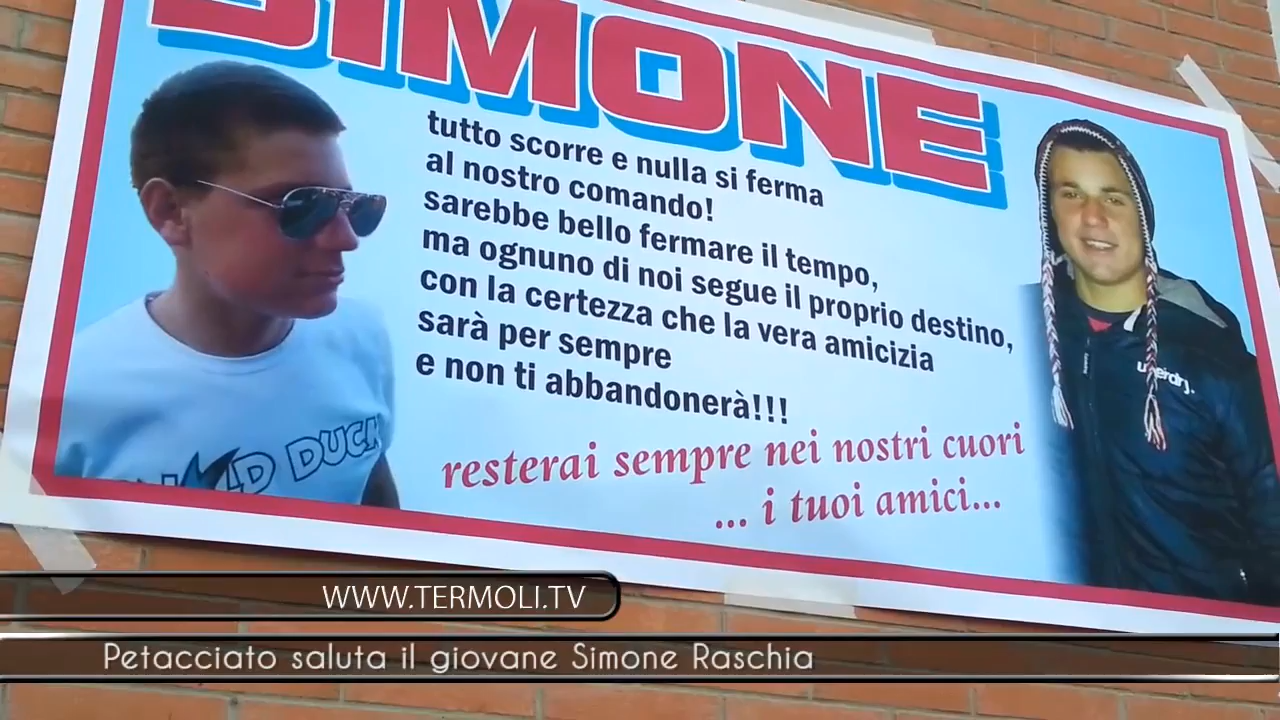 SIMONE
tutto scorre e nulla si ferma
al nostro comando!
sarebbe bello fermare il tempo,
ma ognuno di noi segue il proprio destino,
con la certezza che la vera amicizia
sarà per sempre
e non ti abbandonerà!!!
resterai sempre nei nostri cuori
... i tuoi amici...
DUCK
WWW.TERMOLI.TV
Petacciato saluta il giovane Simone Raschia